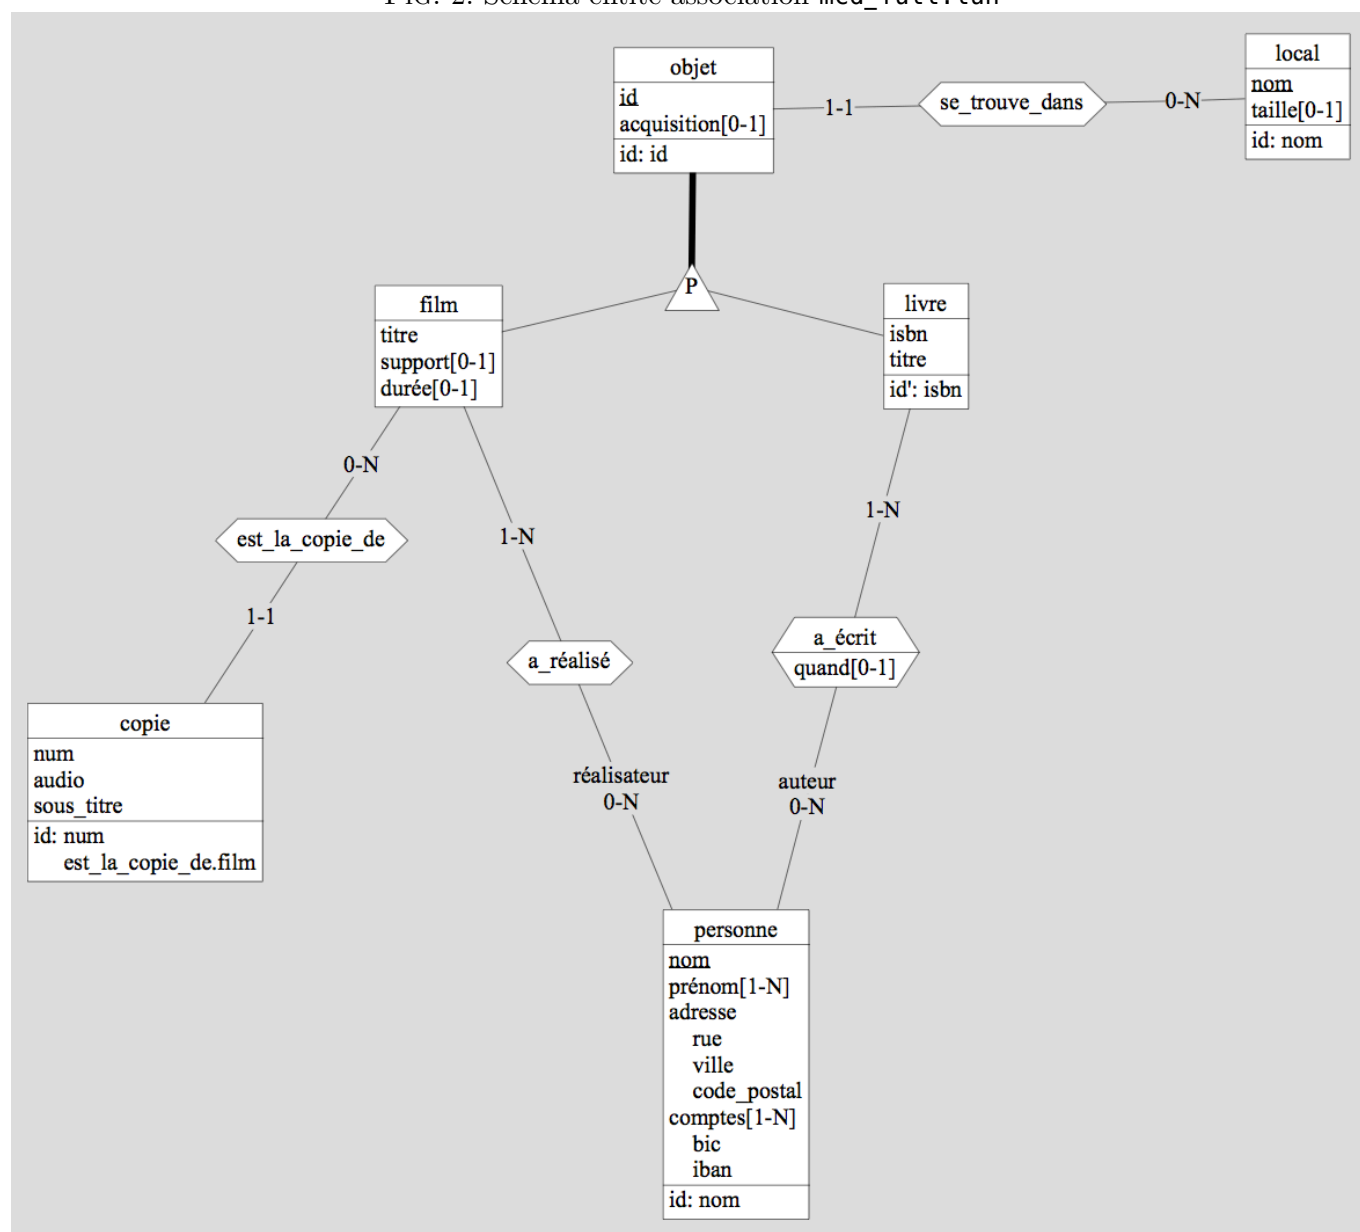 objet
id
acquisition[0-1]
id: id
1-1
se_trouve_dans
0-N
local
nom
taille[0-1]
id: nom
P
film
titre
support[0-1]
durée[0-1]
livre
isbn
titre
id': isbn
0-N
est_la_copie_de
1-1
1-N
a_réalisé
réalisateur
0-N
1-N
a_écrit
quand[0-1]
auteur
0-N
copie
num
audio
sous_titre
id: num
est_la_copie_de.film
personne
nom
prénom[1-N]
adresse
rue
ville
code_postal
comptes[1-N]
bic
iban
id: nom